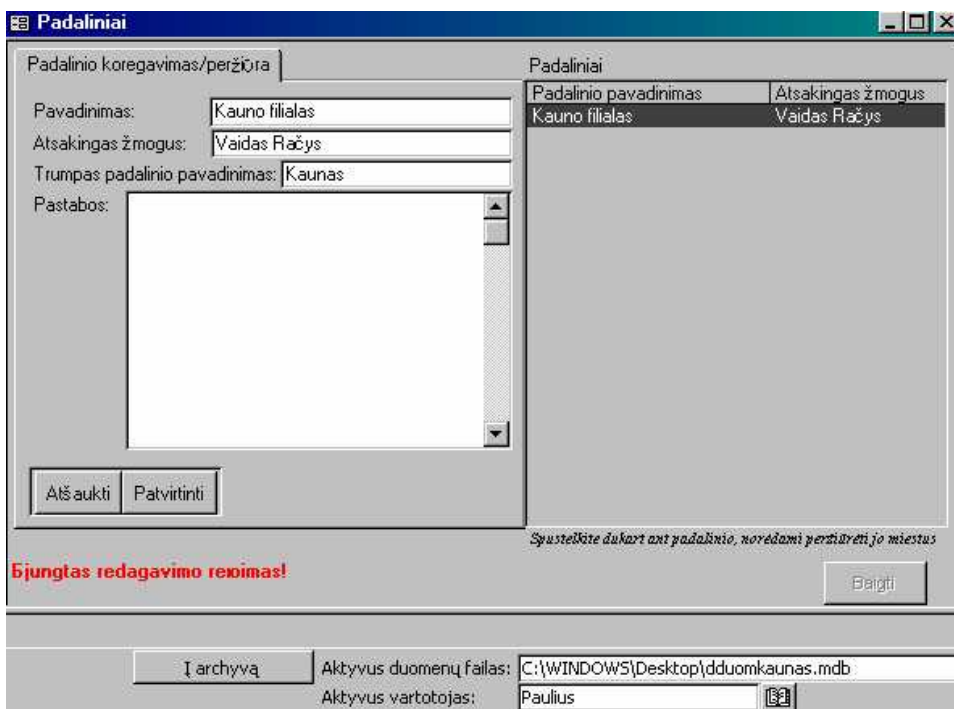 Padaliniai
Padalinio koregavimas/peržiūra
Pavadinimas: Kauno filialas
Atsakingas žmogus: Vaidas Račys
Trumpas padalinio pavadinimas: Kaunas
Pastabos:
Atšaukti Patvirtinti
Padaliniai
Padalinio pavadinimas Atsakingas žmogus
Kauno filialas Vaidas Račys
Spustelkite dukart ant padalinio, norėdami peržiūrėti jo miestus
Бjungtas redagavimo reюimas!
Baigti
Į archyvą
Aktyvus duomenų failas: C:\WINDOWS\Desktop\dduomkaunas.mdb
Aktyvus vartotojas: Paulius